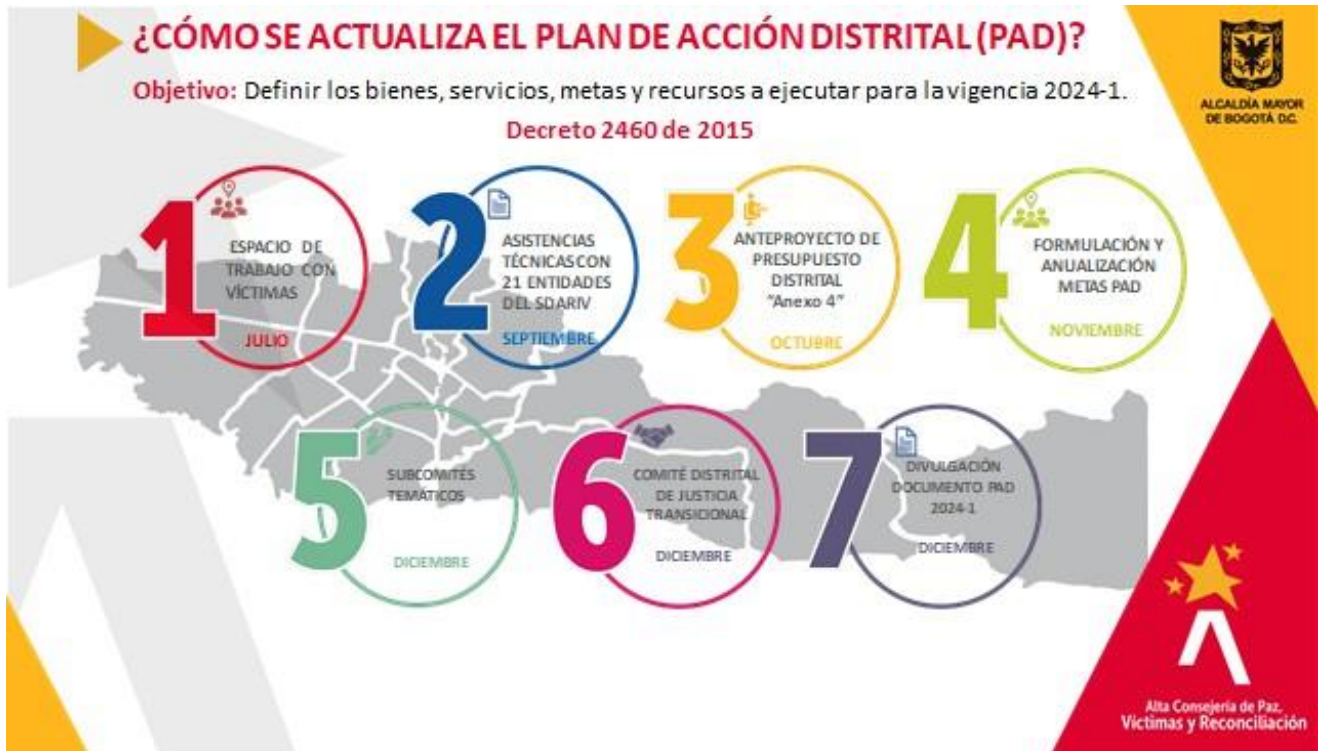 ¿CÓMO SE ACTUALIZA EL PLAN DE ACCIÓN DISTRITAL (PAD)?
Objetivo: Definir los bienes, servicios, metas y recursos a ejecutar para la vigencia 2024-1.
Decreto 2460 de 2015
ALCALDÍA MAYOR
DE BOGOTÁ D.C.
1
ESPACIO DE
TRABAJO CON
VÍCTIMAS
JULIO
2
ASISTENCIAS
TÉCNICAS CON
21 ENTIDADES
DEL SDARIV
SEPTIEMBRE
3
ANTEPROYECTO DE
PRESUPUESTO
DISTRITAL
"Anexo 4"
OCTUBRE
4
FORMULACIÓN Y
ANUALIZACIÓN
METAS PAD
NOVIEMBRE
5
SUBCOMITÉS
TEMÁTICOS
DICIEMBRE
6
COMITÉ DISTRITAL
DE JUSTICIA
TRANSICIONAL
DICIEMBRE
7
DIVULGACIÓN
DOCUMENTO PAD
2024-1
DICIEMBRE
Alta Consejería de Paz,
Víctimas y Reconciliación